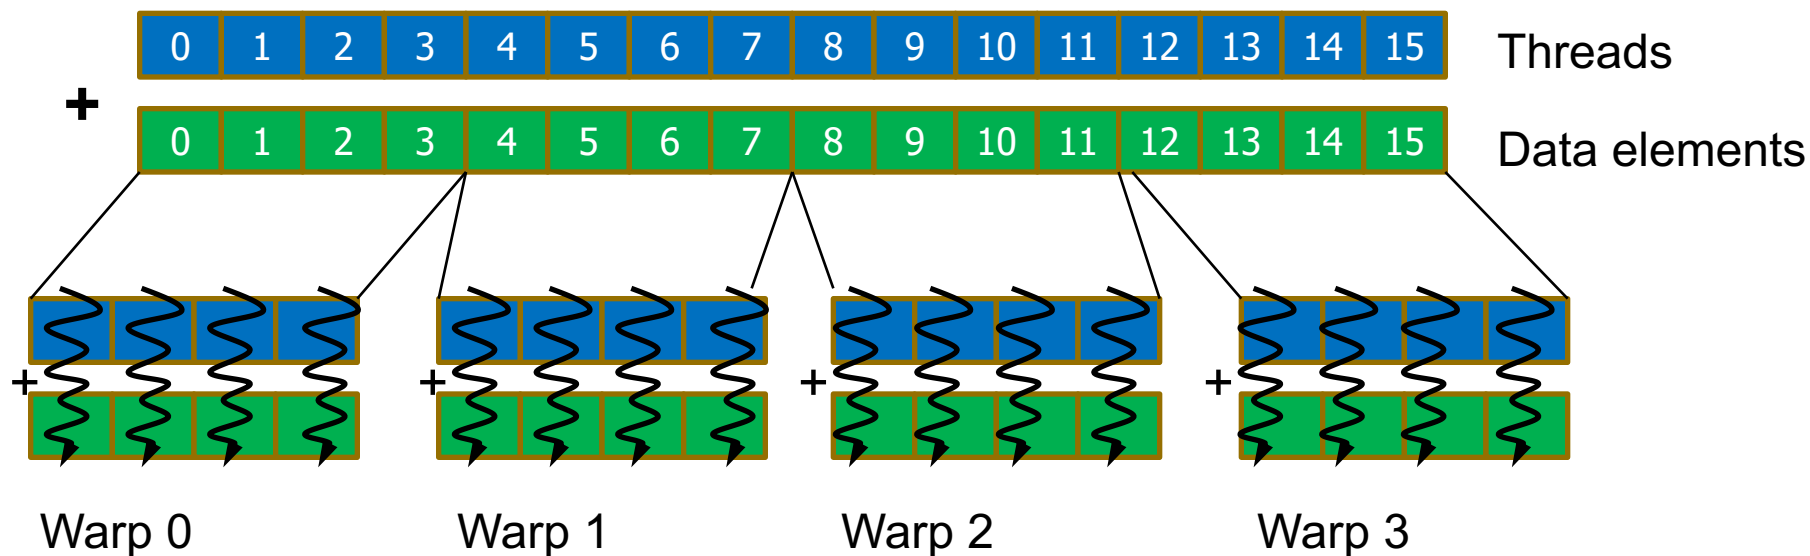 0 1 2 3 4 5 6 7 8 9 10 11 12 13 14 15 Threads
+
0 1 2 3 4 5 6 7 8 9 10 11 12 13 14 15 Data elements
+ + + +
Warp 0 Warp 1 Warp 2 Warp 3